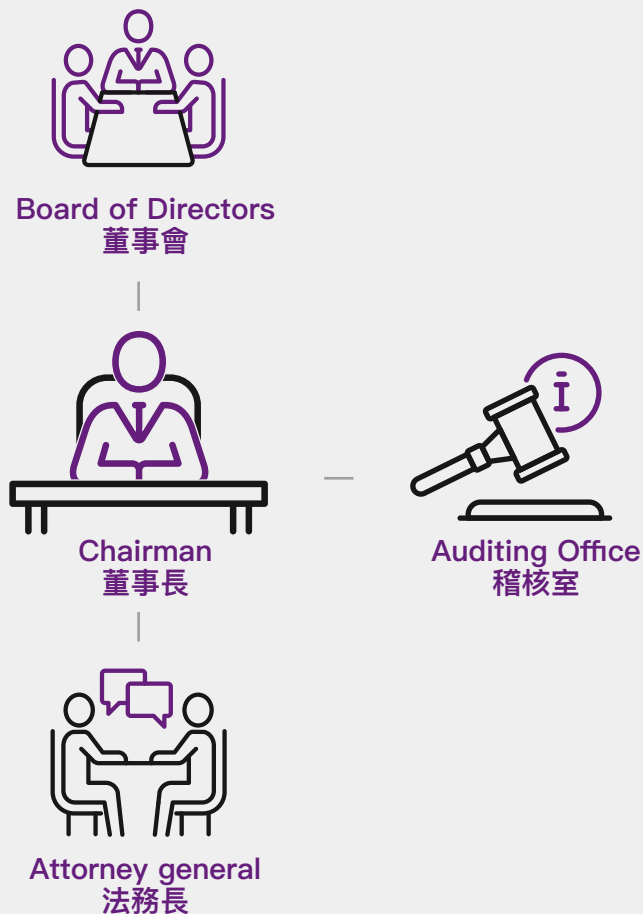 Board of Directors
董事會
Chairman
董事長
Auditing Office
稽核室
Attorney general
法務長